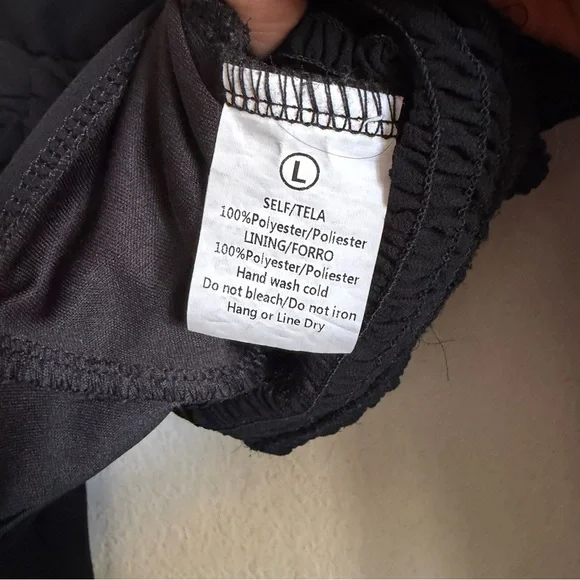 L
SELF/TELA
100%Polyester/Poliester
LINING/FORRO
100%Polyester/Poliester
Hand wash cold
Do not bleach/Do not iron
Hang or Line Dry